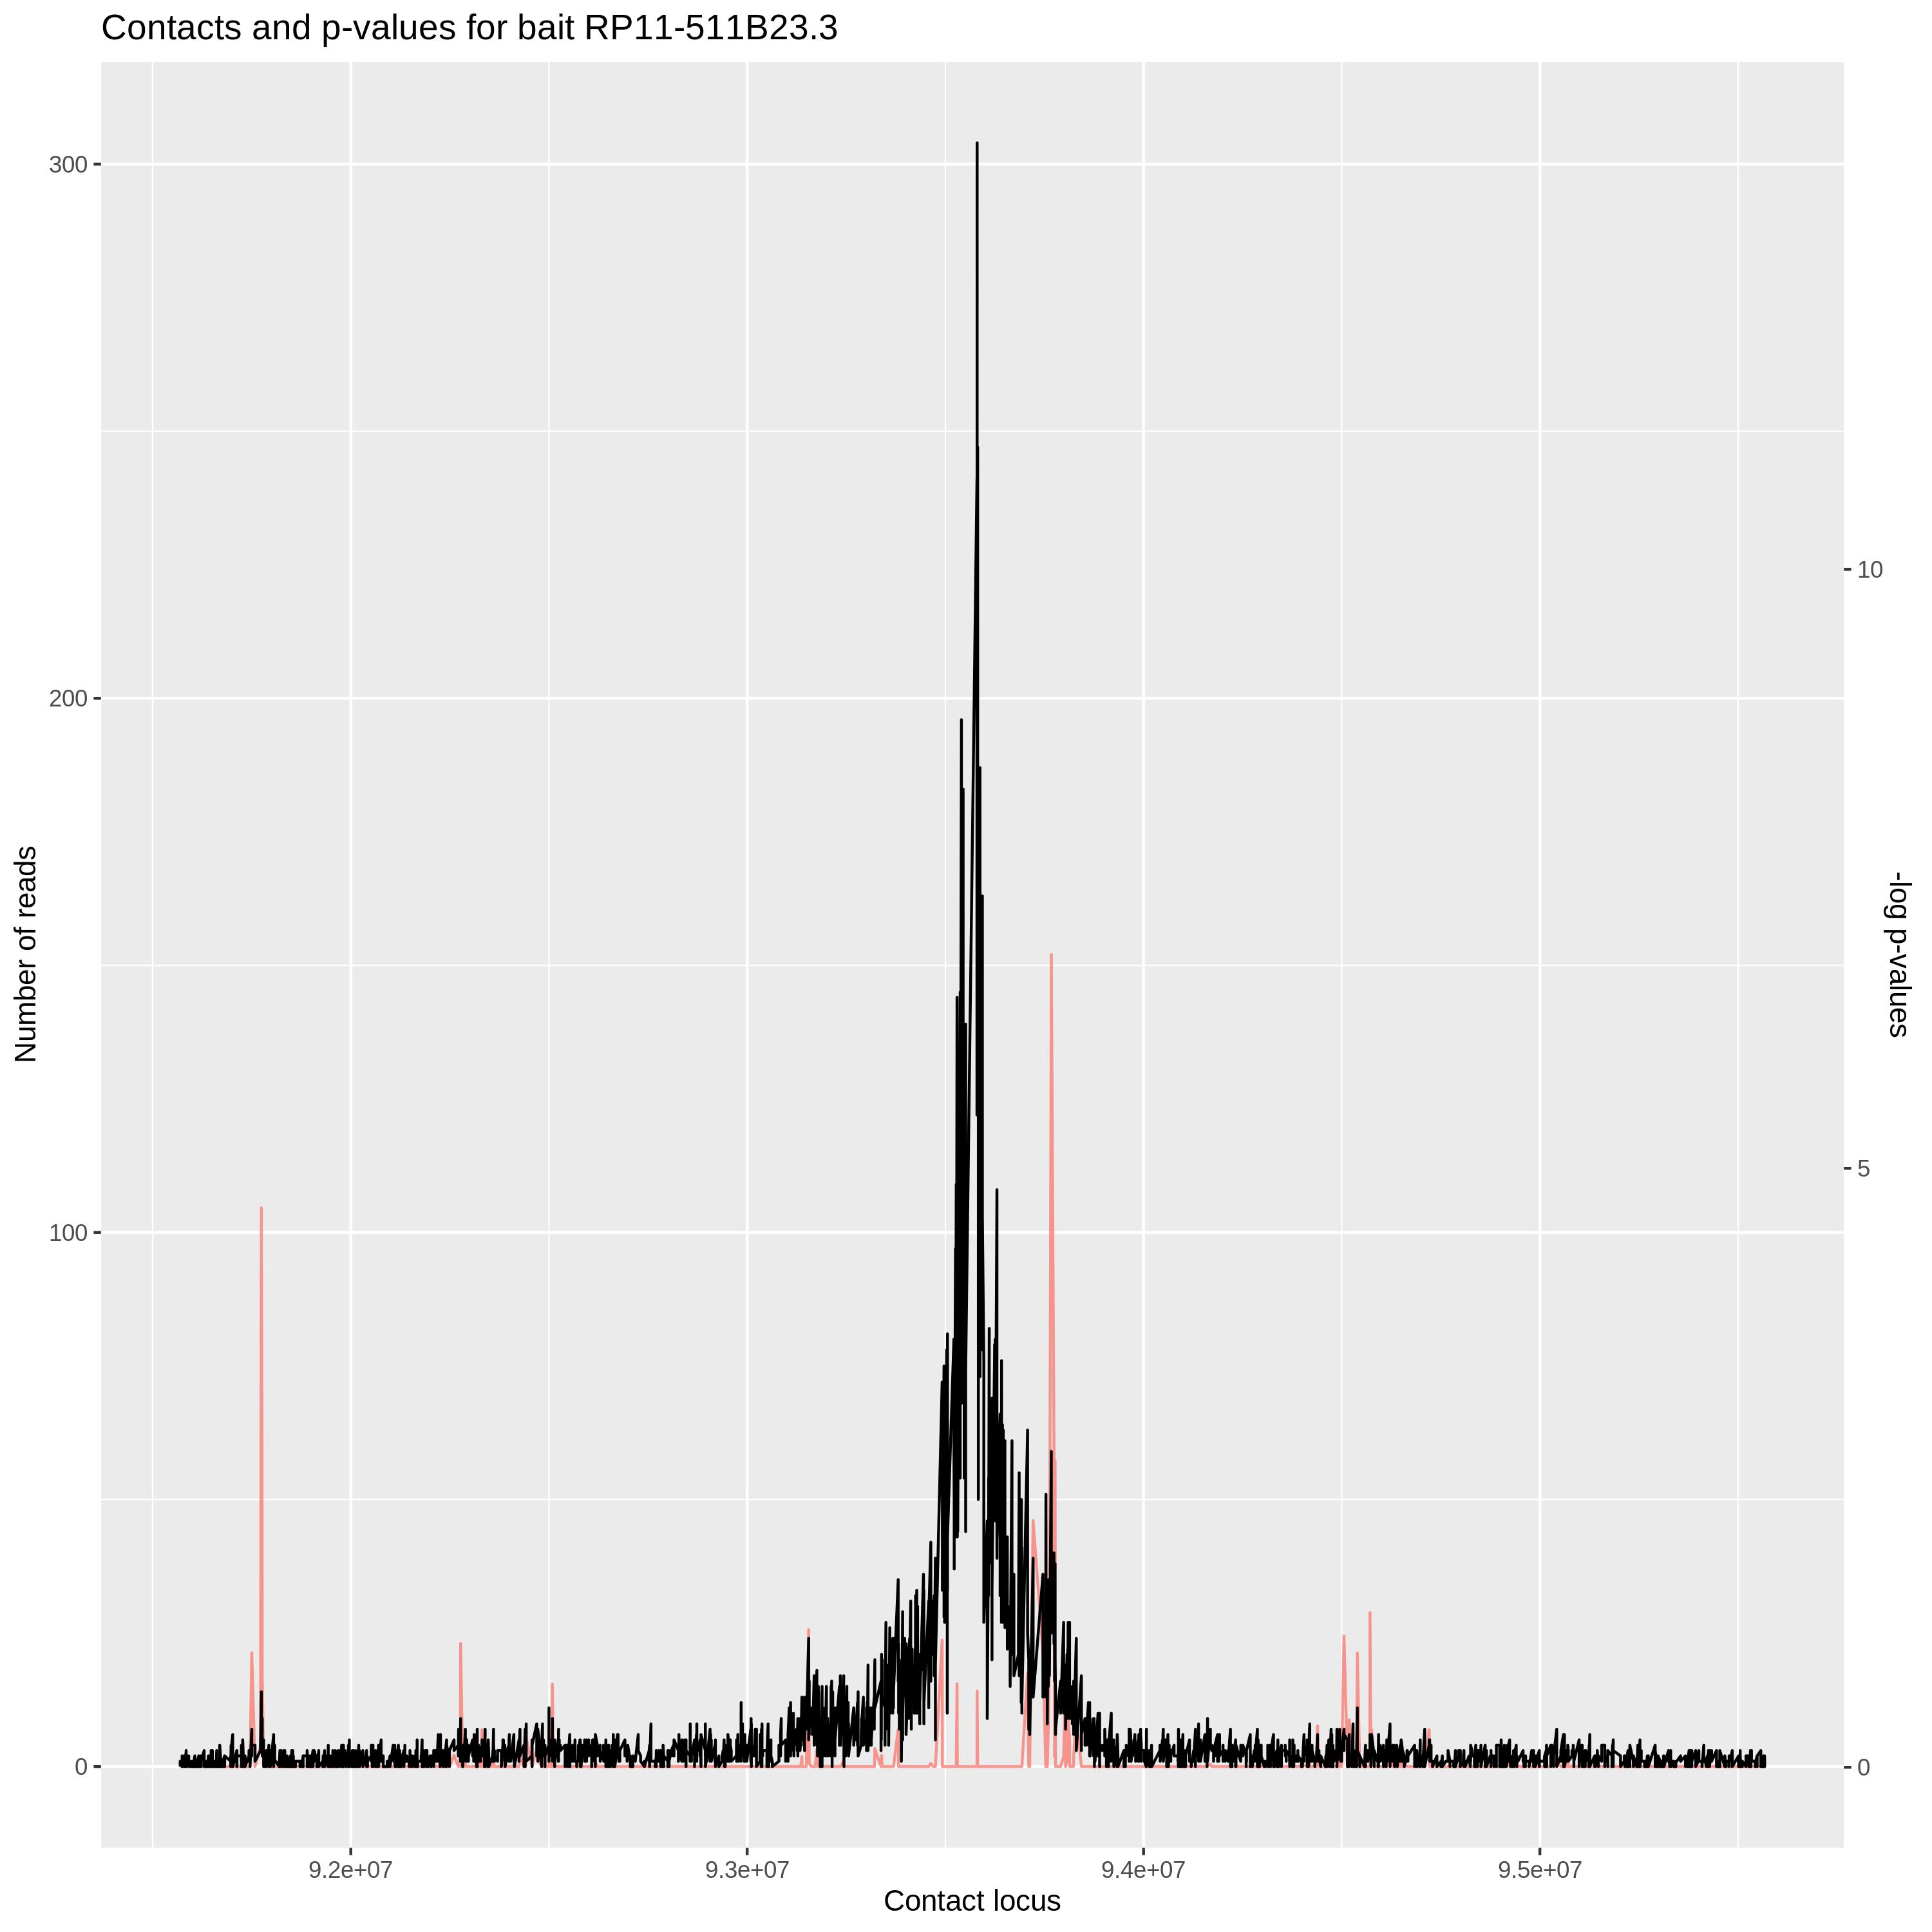 Contacts and p-values for bait RP11-511B23.3
300
200
100
0
Number of reads
10
5
0
-log p-values
9.2e+07 9.3e+07 9.4e+07 9.5e+07
Contact locus